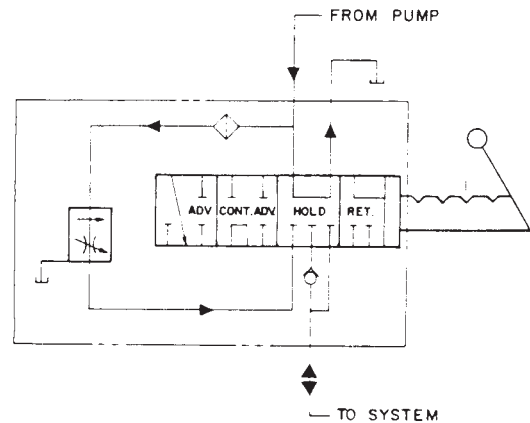 FROM PUMP
ADV. CONT. ADV. HOLD RET.
TO SYSTEM